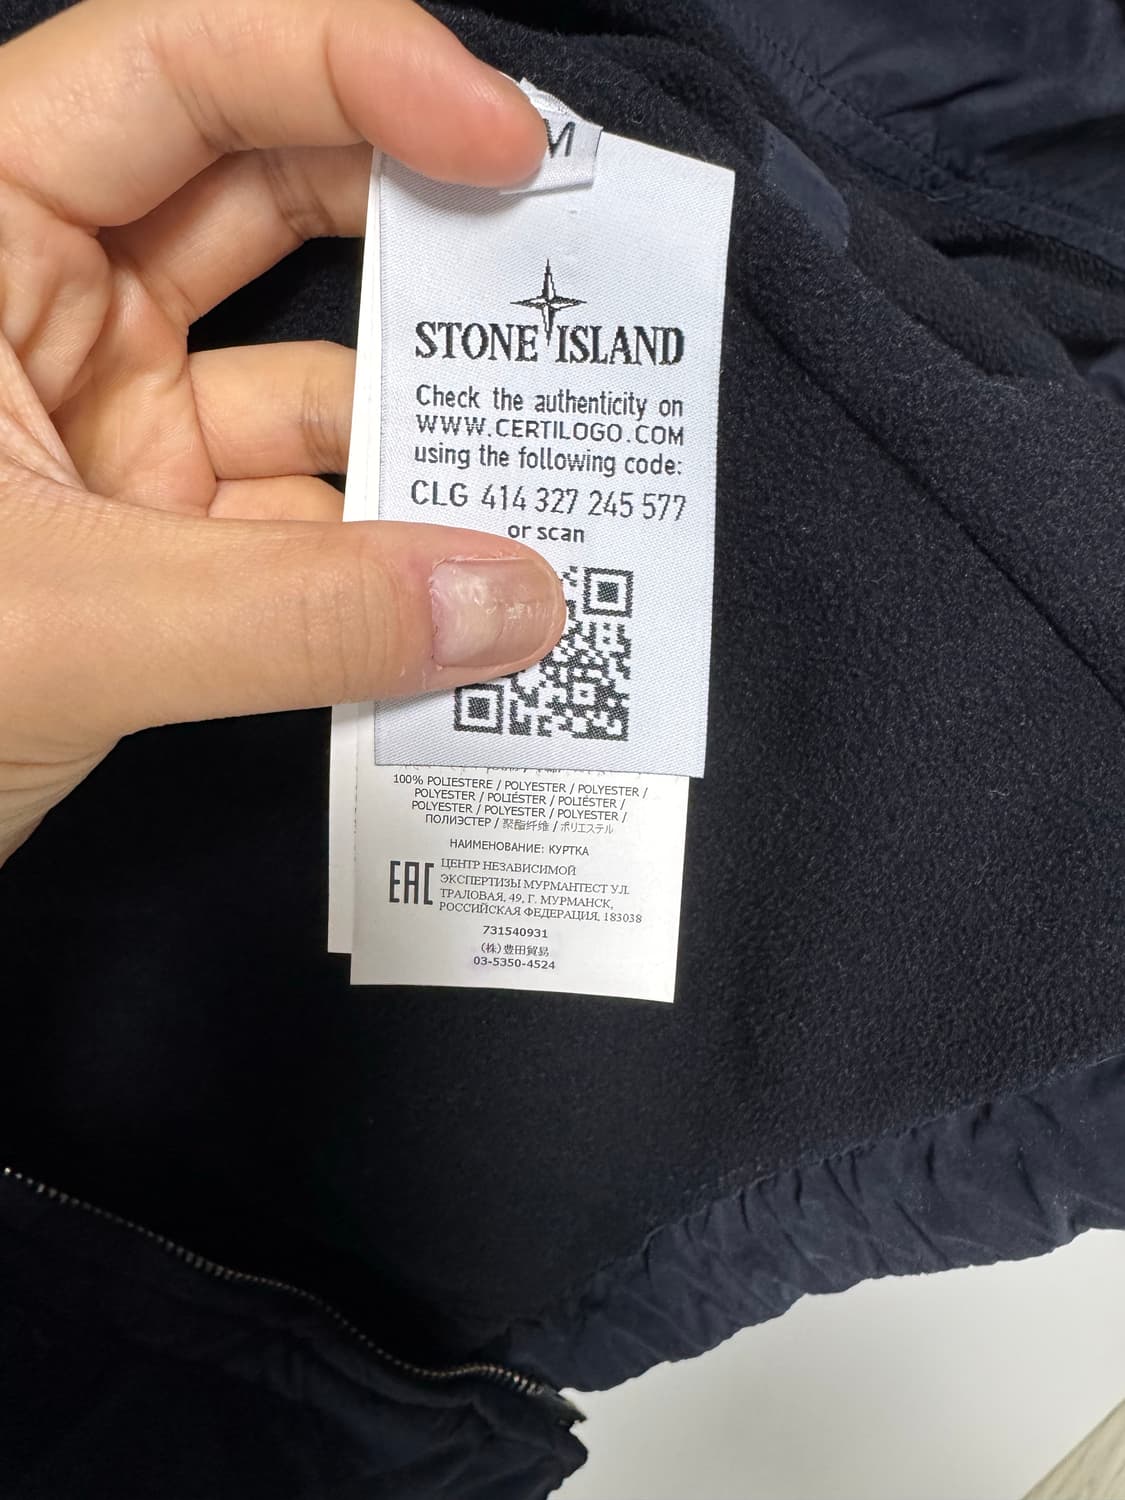 M
STONE ISLAND
Check the authenticity on
WWW.CERTILOGO.COM
using the following code:
CLG 414 327 245 577
or scan
100% POLIESTERE / POLYESTER / POLYESTER /
POLYESTER / POLIÉSTER / POLIÉSTER /
POLYESTER / POLYESTER / POLYESTER /
ПОЛИЭСТЕР / 聚酯纤维 / ポリエステル
НАИМЕНОВАНИЕ: КУРТКА
EAC
ЦЕНТР НЕЗАВИСИМОЙ
ЭКСПЕРТИЗЫ МУРМАНТЕСТ УЛ.
ТРАЛОВАЯ, 49, Г. МУРМАНСК,
РОССИЙСКАЯ ФЕДЕРАЦИЯ, 183038
731540931
(株)豊田貿易
03-5350-4524